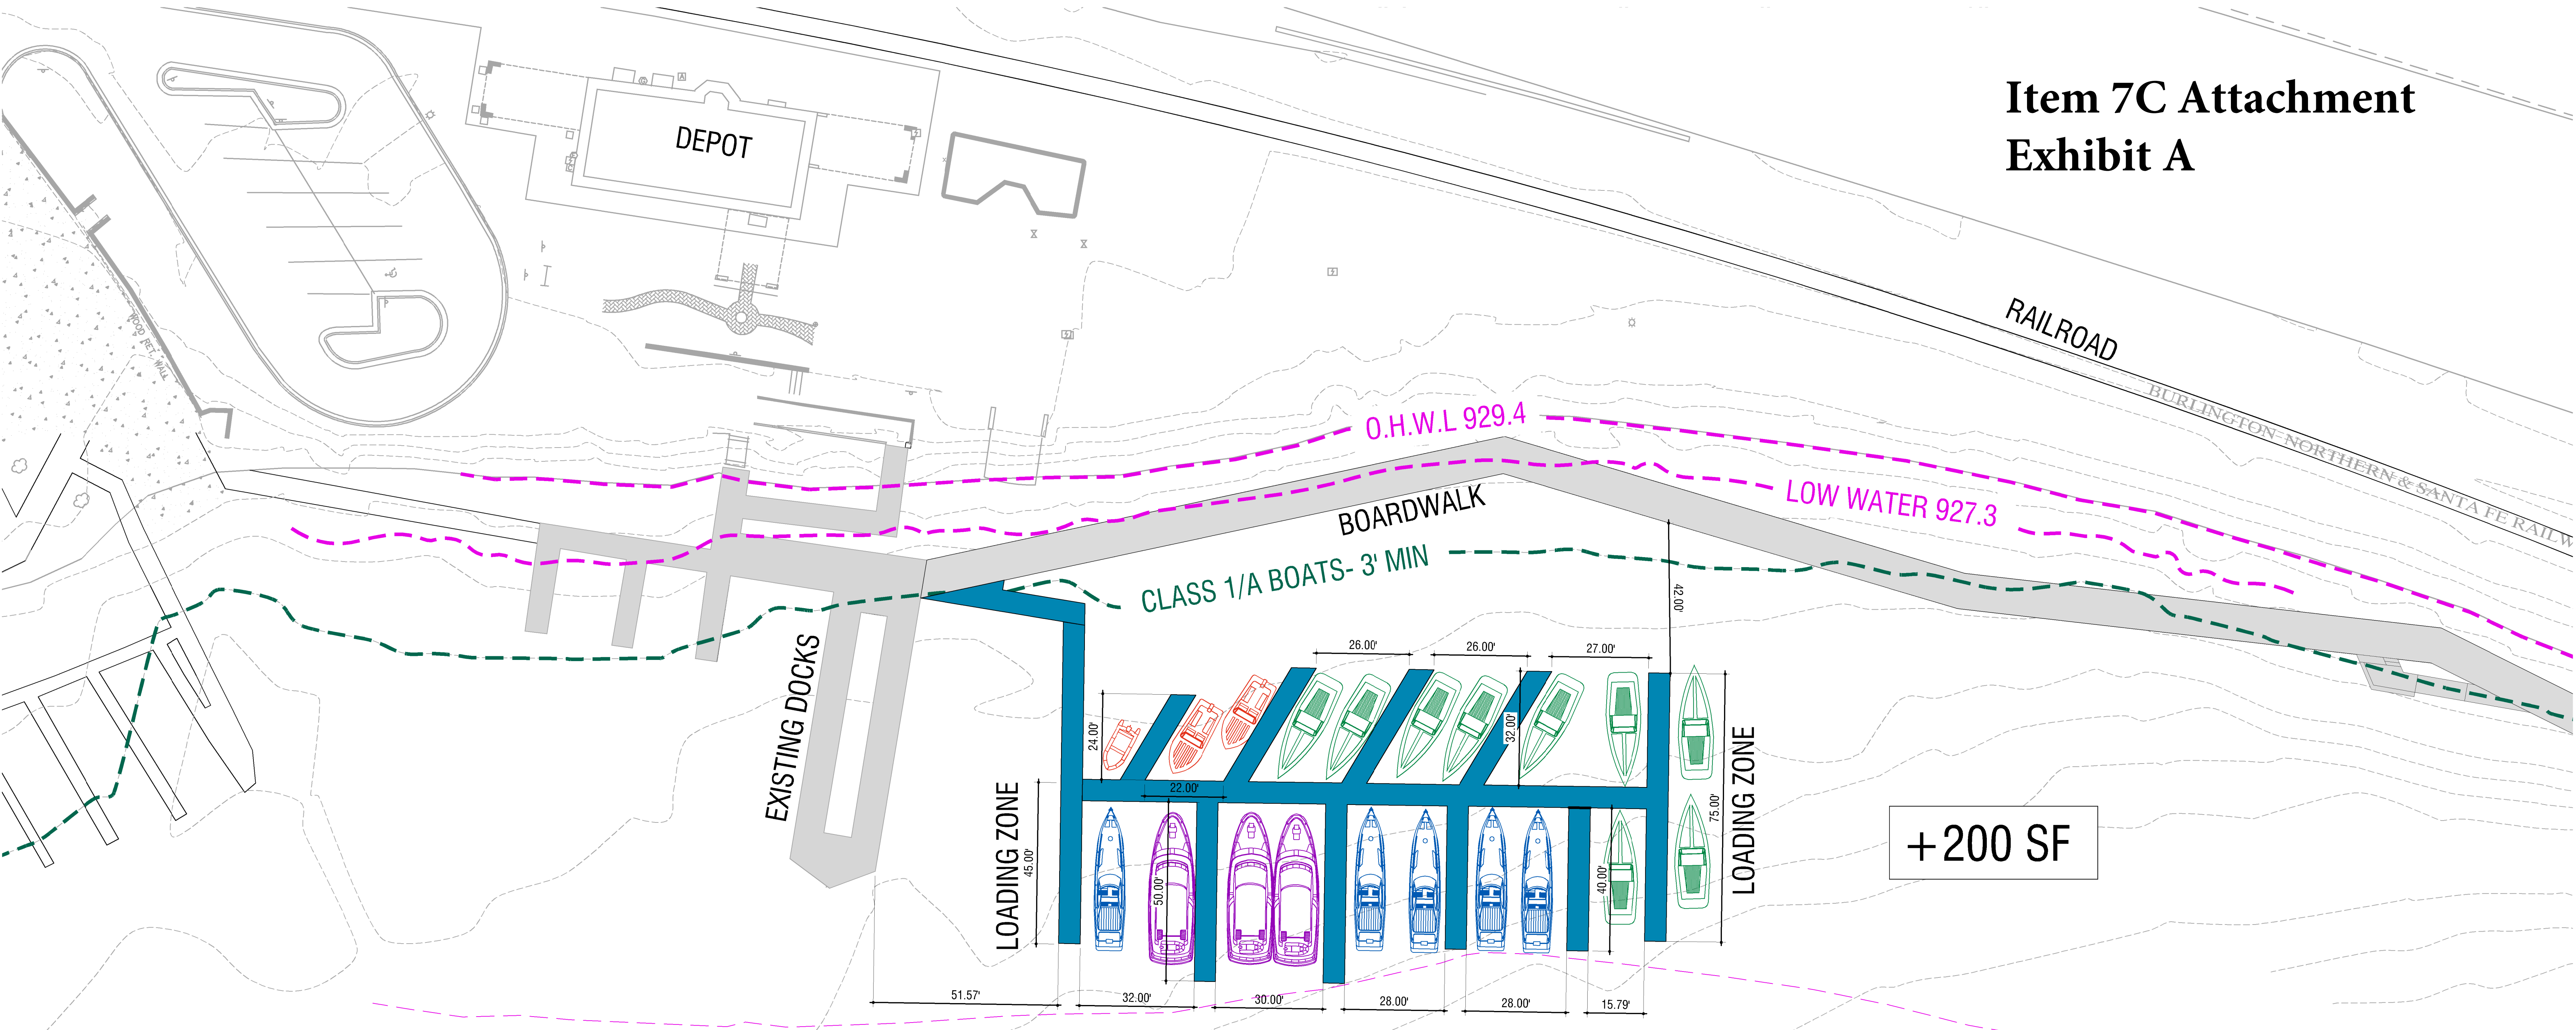 Item 7C Attachment
Exhibit A
DEPOT
RAILROAD
BURLINGTON NORTHERN & SANTA FE RAILW
WOOD RET. WALL
O.H.W.L 929.4
LOW WATER 927.3
BOARDWALK
CLASS 1/A BOATS- 3' MIN
42.00'
EXISTING DOCKS
26.00'
26.00'
27.00'
24.00'
32.00'
22.00'
LOADING ZONE
45.00'
50.00'
40.00'
75.00'
LOADING ZONE
+200 SF
51.57'
32.00'
30.00'
28.00'
28.00'
15.79'